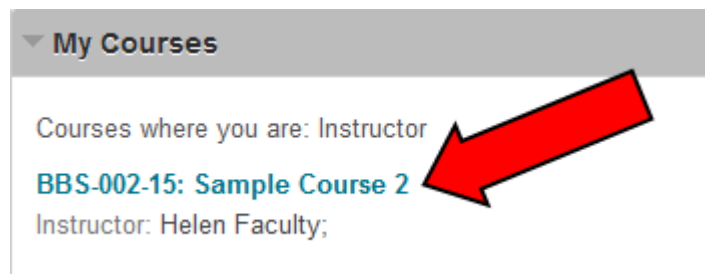 My Courses
Courses where you are: Instructor
BBS-002-15: Sample Course 2
Instructor: Helen Faculty;